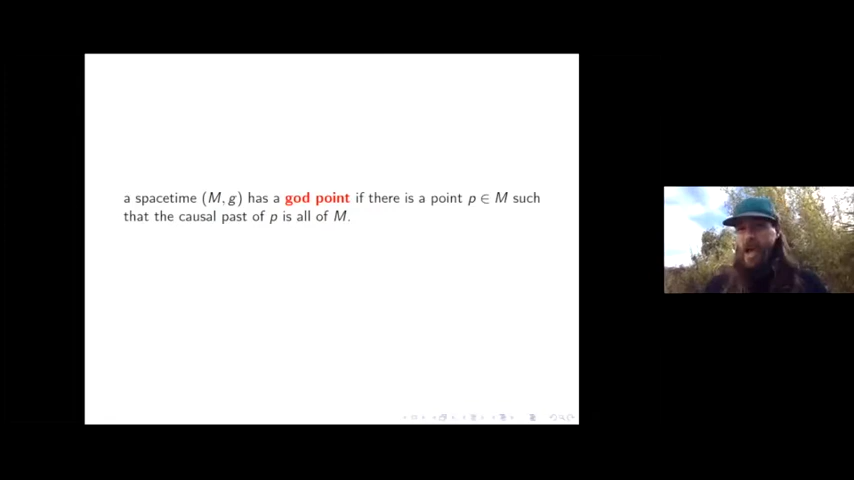 a spacetime (M, g) has a god point if there is a point p ∈ M such
that the causal past of p is all of M.